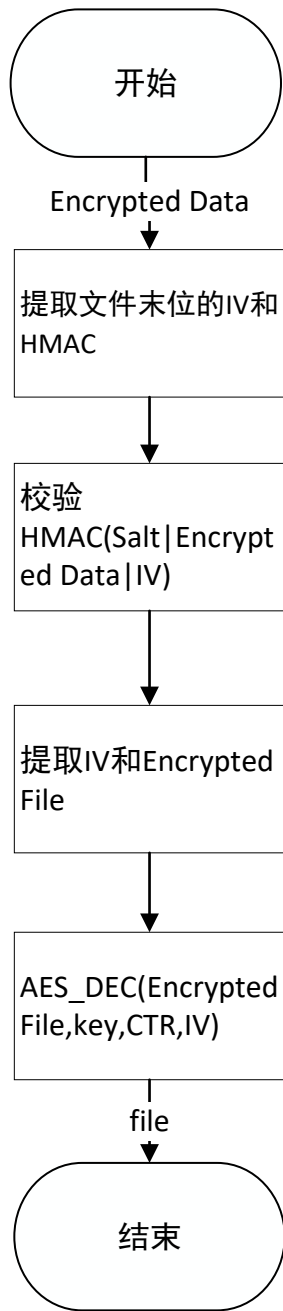 开始
Encrypted Data
提取文件末位的IV和
HMAC
校验
HMAC(Salt|Encrypt
ed Data|IV)
提取IV和Encrypted
File
AES_DEC(Encrypted
File,key,CTR,IV)
file
结束